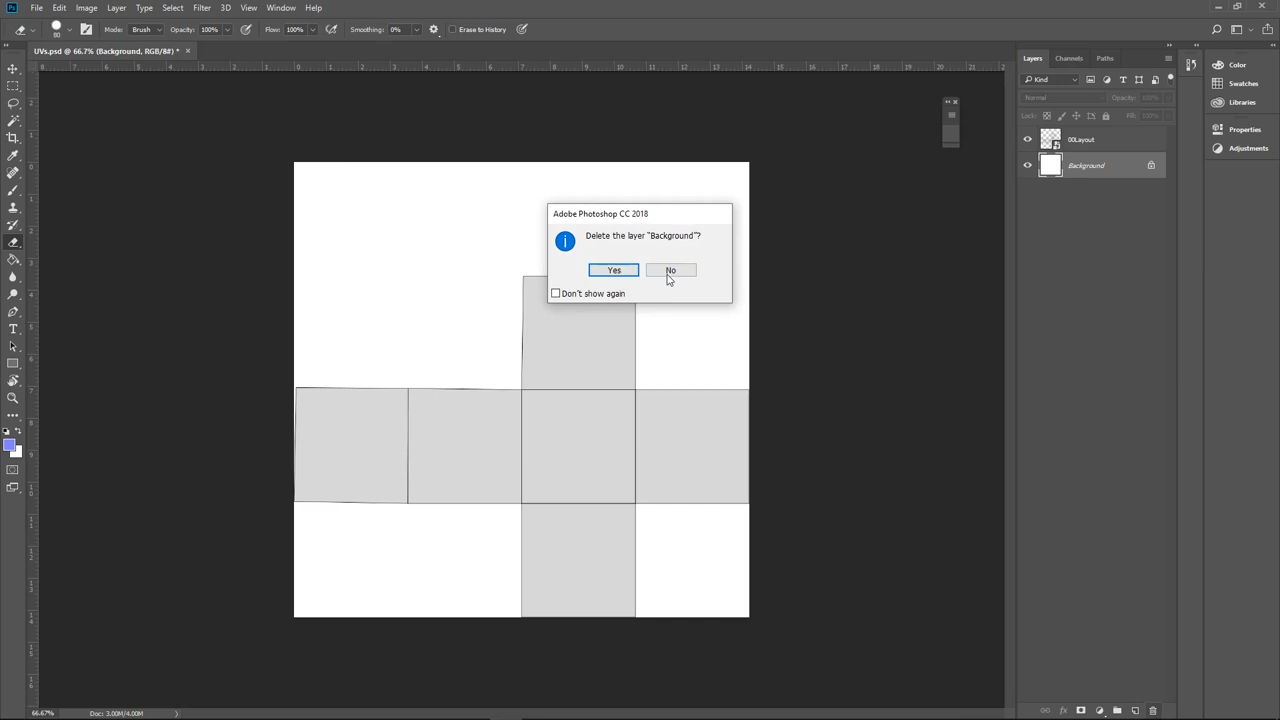 Ps File Edit Image Layer Type Select Filter 3D View Window Help
80 Mode: Brush Opacity: 100% Flow: 100% Smoothing: 0% Erase to History
UVs.psd @ 66.7% (Background, RGB/8#) * ×
Layers Channels Paths
Kind
Normal Opacity: 100%
Lock: Fill: 100%
00Layout
Background
Color
Swatches
Libraries
Properties
Adjustments
Adobe Photoshop CC 2018
Delete the layer "Background"?
Yes No
Don't show again
66.67% Doc: 3.00M/4.00M